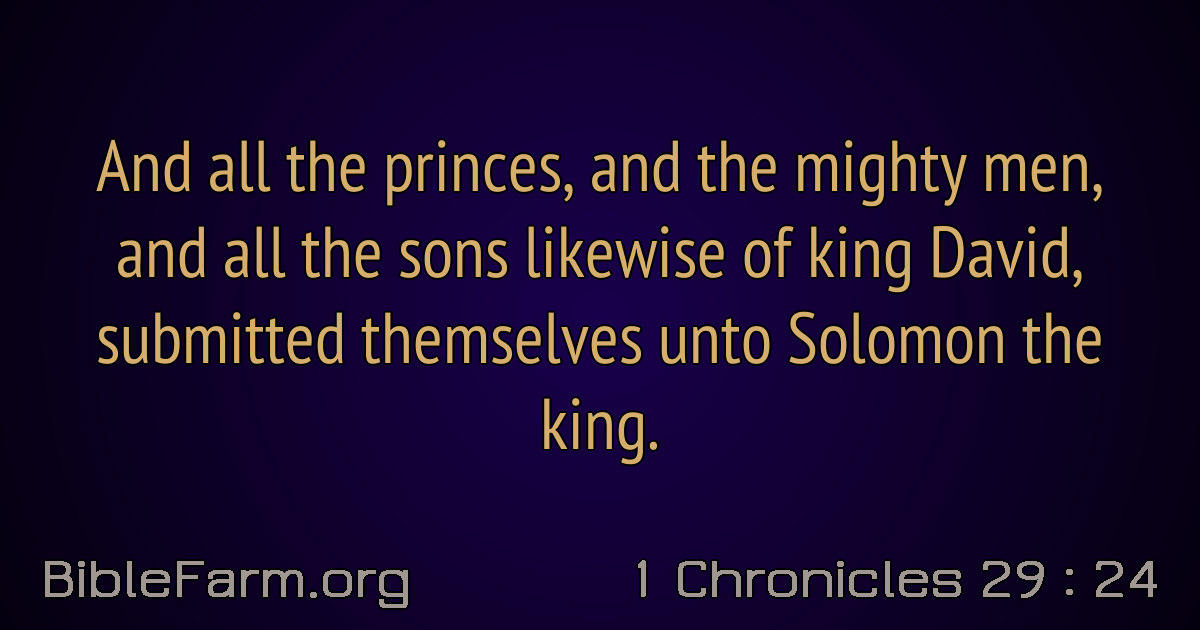 And all the princes, and the mighty men,
and all the sons likewise of king David,
submitted themselves unto Solomon the
king.
BibleFarm.org
1 Chronicles 29 : 24